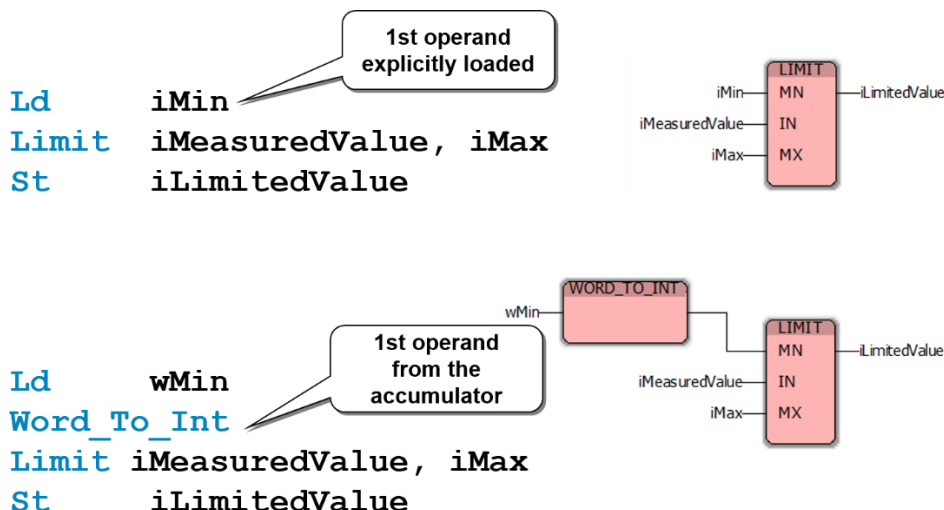 1st operand
explicitly loaded
Ld iMin
Limit iMeasuredValue, iMax
St iLimitedValue
LIMIT
iMin MN iLimitedValue
iMeasuredValue IN
iMax MX
WORD_TO_INT
wMin
1st operand
from the
accumulator
Ld wMin
Word_To_Int
Limit iMeasuredValue, iMax
St iLimitedValue
LIMIT
MN iLimitedValue
iMeasuredValue IN
iMax MX